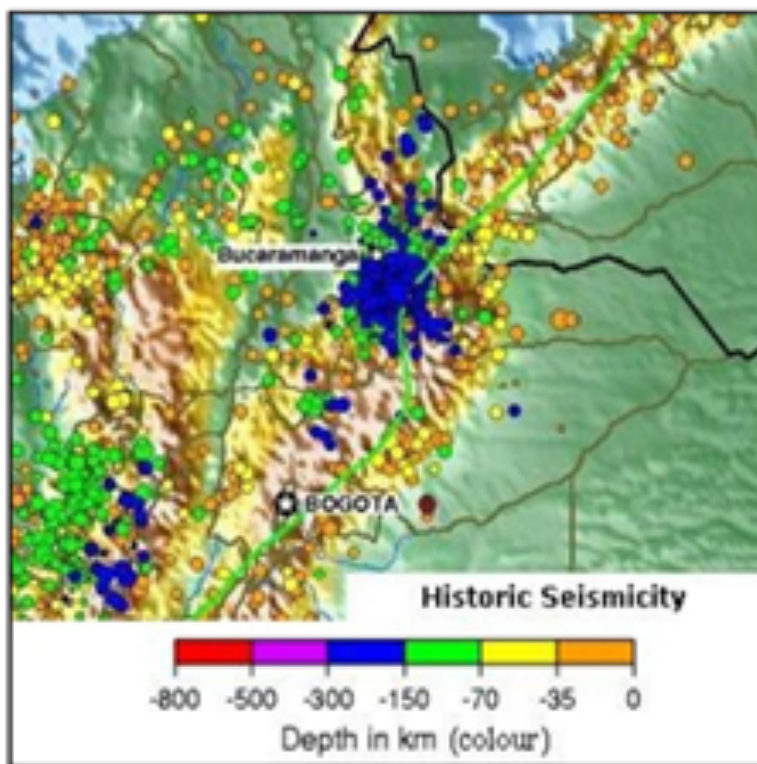 Bucaramanga
BOGOTA
Historic Seismicity
-800 -500 -300 -150 -70 -35 0
Depth in km (colour)